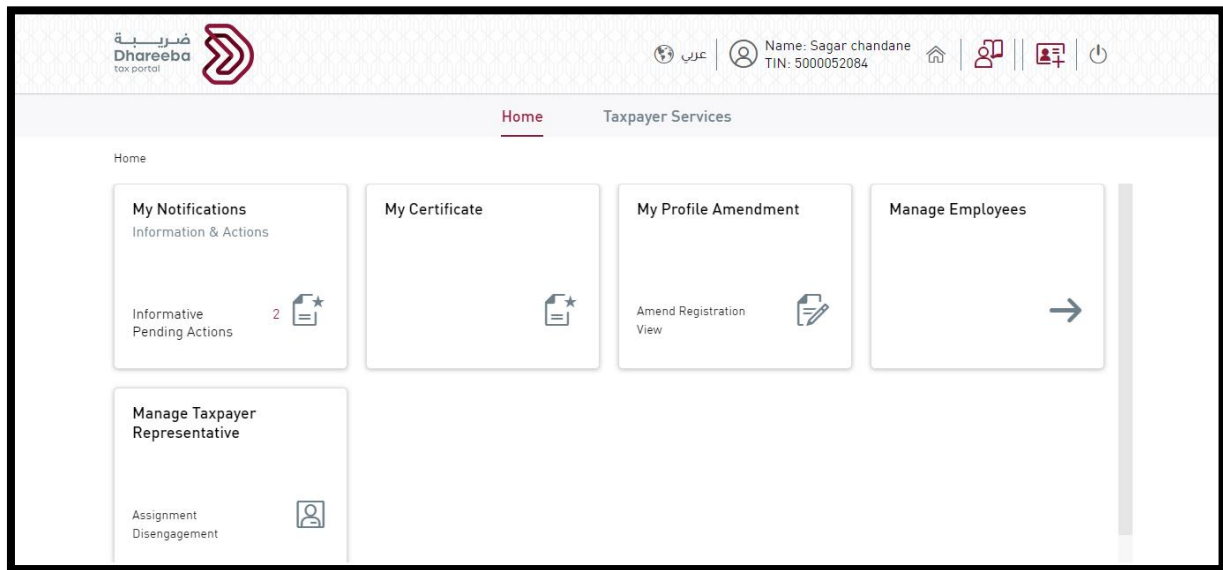 ضريبة
Dhareeba
tax portal
عربي
Name: Sagar chandane
TIN: 5000052084
Home
Taxpayer Services
Home
My Notifications
Information & Actions
Informative 2
Pending Actions
My Certificate
My Profile Amendment
Amend Registration
View
Manage Employees
Manage Taxpayer
Representative
Assignment
Disengagement